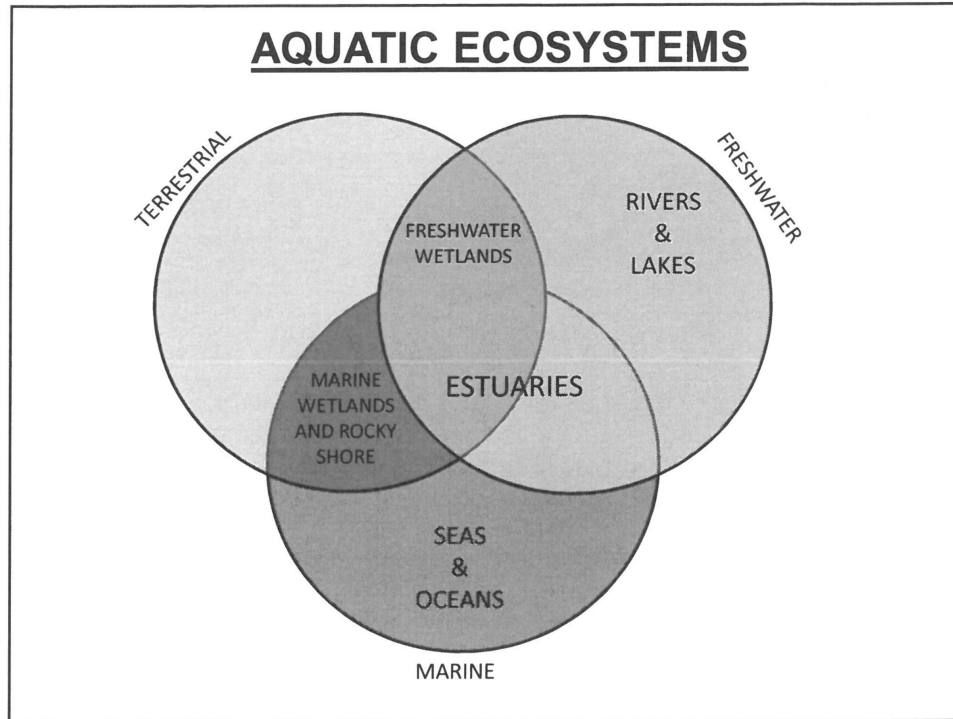 AQUATIC ECOSYSTEMS
TERRESTRIAL
FRESHWATER
FRESHWATER
WETLANDS
RIVERS
&
LAKES
MARINE
WETLANDS
AND ROCKY
SHORE
ESTUARIES
SEAS
&
OCEANS
MARINE